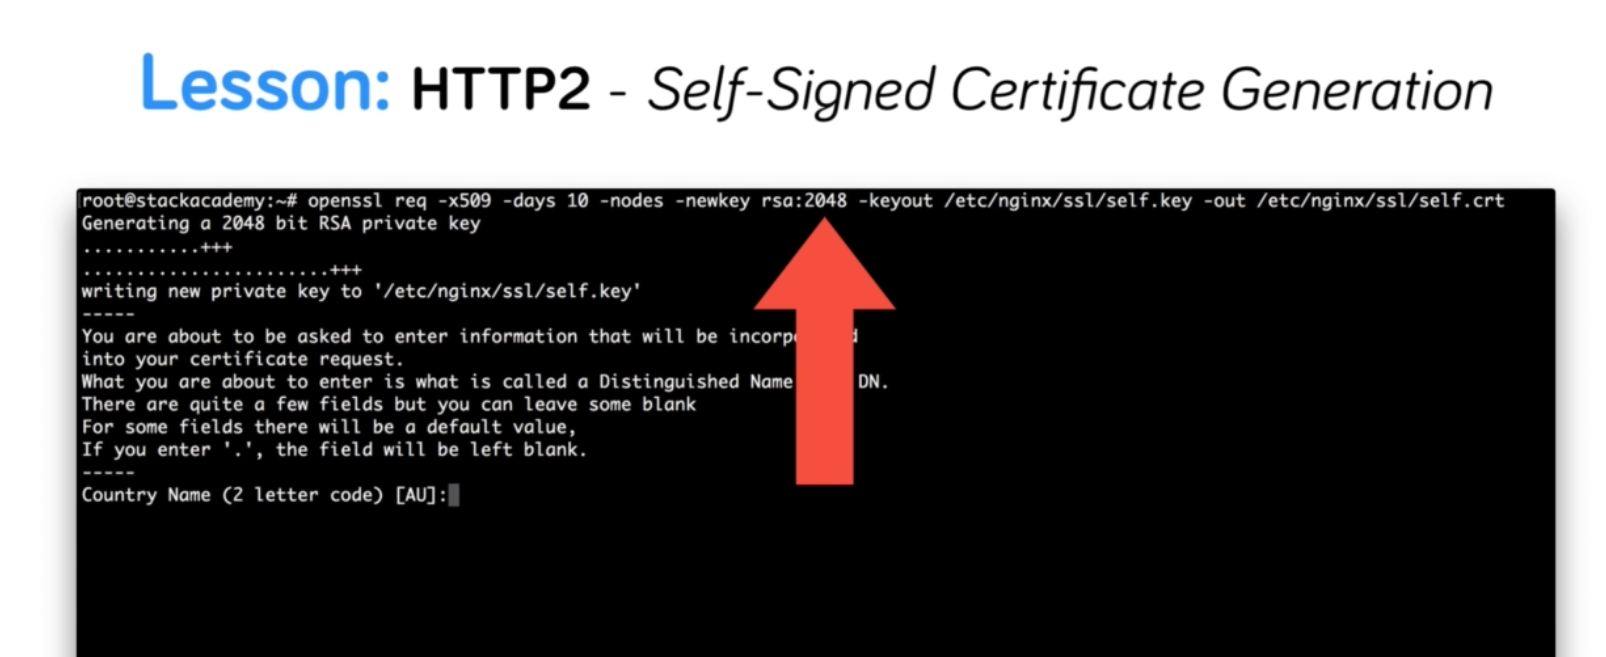 Lesson: HTTP2 - Self-Signed Certificate Generation
root@stackacademy:~# openssl req -x509 -days 10 -nodes -newkey rsa:2048 -keyout /etc/nginx/ssl/self.key -out /etc/nginx/ssl/self.crt
Generating a 2048 bit RSA private key
...........+++
.......................+++
writing new private key to '/etc/nginx/ssl/self.key'
-----
You are about to be asked to enter information that will be
into your certificate request.
What you are about to enter is what is called a Distinguished Name DN.
There are quite a few fields but you can leave some blank
For some fields there will be a default value,
If you enter '.', the field will be left blank.
-----
Country Name (2 letter code) [AU]: